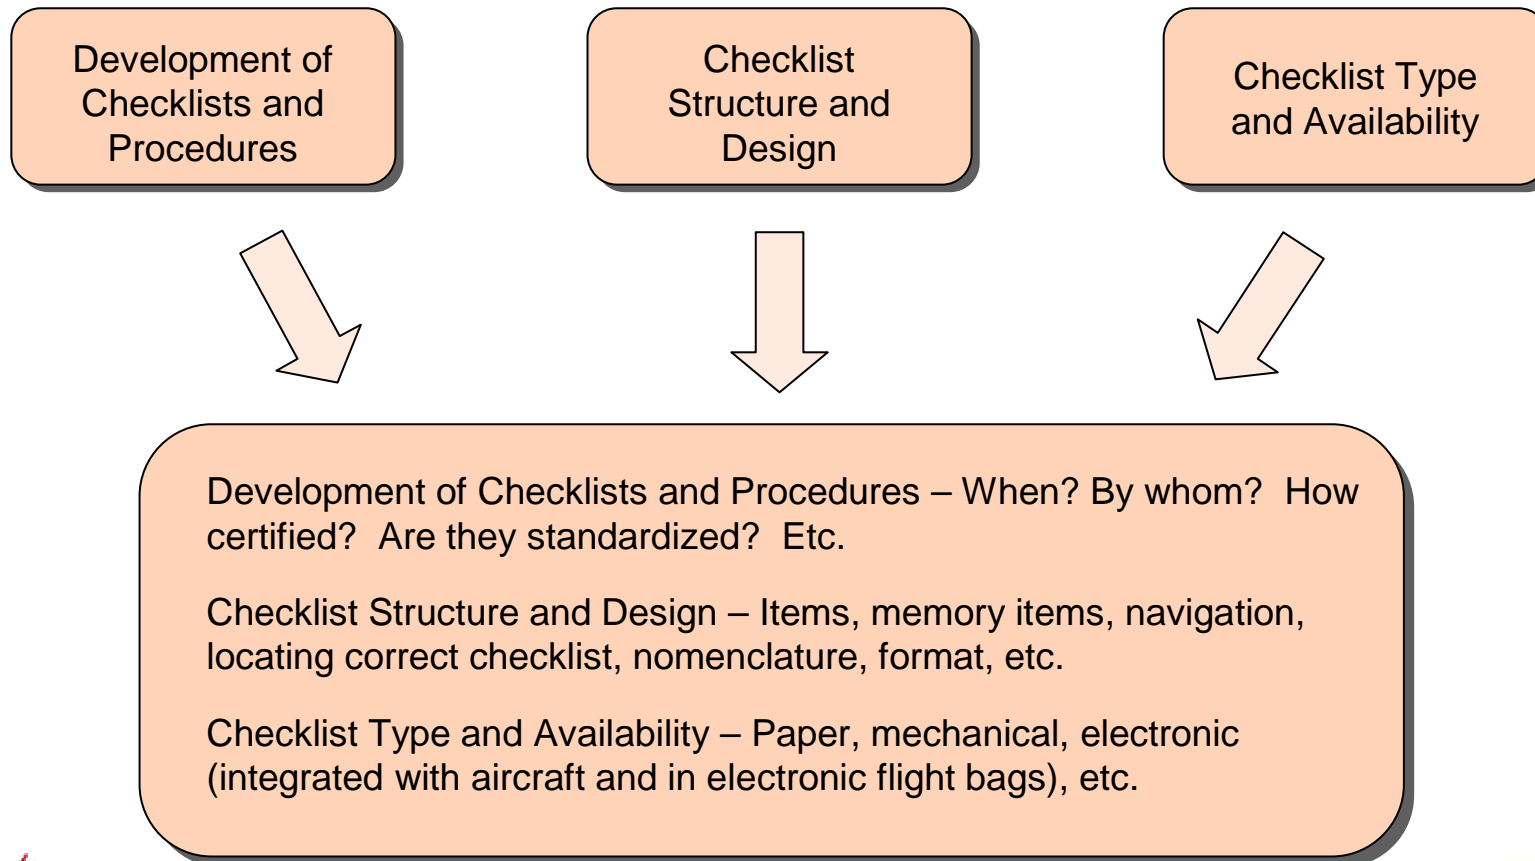 Development of
Checklists and
Procedures
Checklist
Structure and
Design
Checklist Type
and Availability
Development of Checklists and Procedures – When? By whom?  How
certified?  Are they standardized?  Etc.
Checklist Structure and Design – Items, memory items, navigation,
locating correct checklist, nomenclature, format, etc.
Checklist Type and Availability – Paper, mechanical, electronic
(integrated with aircraft and in electronic flight bags), etc.